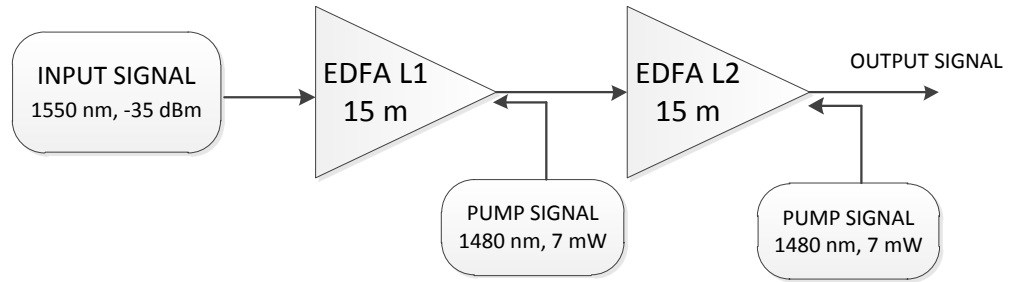 INPUT SIGNAL
1550 nm, -35 dBm
EDFA L1
15 m
EDFA L2
15 m
OUTPUT SIGNAL
PUMP SIGNAL
1480 nm, 7 mW
PUMP SIGNAL
1480 nm, 7 mW